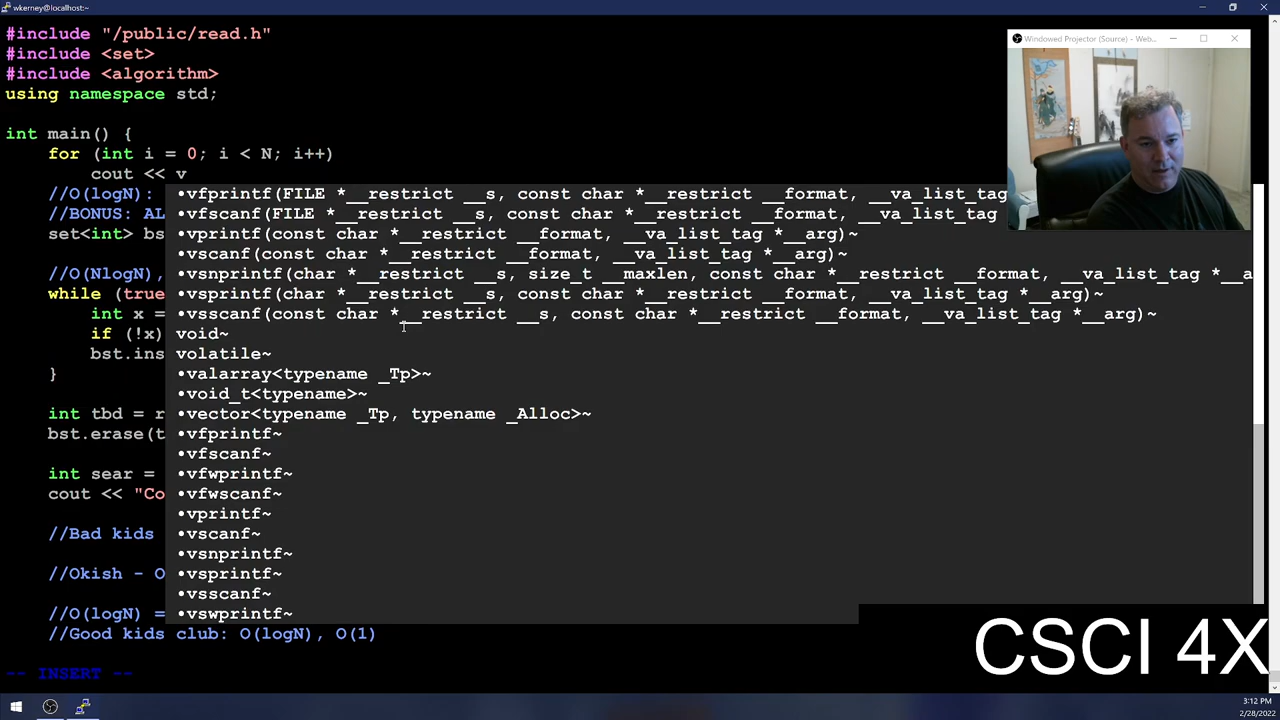 wkerney@localhost:~
#include "/public/read.h"
#include <set>
#include <algorithm>
using namespace std;
Windowed Projector (Source) - Web...
int main() {
for (int i = 0; i < N; i++)
cout << v
//O(logN):
•vfprintf(FILE *__restrict __s, const char *__restrict __format, __va_list_tag
//BONUS: AL
•vfscanf(FILE *__restrict __s, const char *__restrict __format, __va_list_tag
set<int> bs
•vprintf(const char *__restrict __format, __va_list_tag *__arg)~
•vscanf(const char *__restrict __format, __va_list_tag *__arg)~
//O(NlogN),
•vsnprintf(char *__restrict __s, size_t __maxlen, const char *__restrict __format, __va_list_tag *__a
while (true
•vsprintf(char *__restrict __s, const char *__restrict __format, __va_list_tag *__arg)~
int x =
•vsscanf(const char *__restrict __s, const char *__restrict __format, __va_list_tag *__arg)~
if (!x)
void~
bst.ins
volatile~
}
•valarray<typename _Tp>~
•void_t<typename>~
int tbd = r
•vector<typename _Tp, typename _Alloc>~
bst.erase(t
•vfprintf~
•vfscanf~
int sear =
•vfwprintf~
cout << "Co
•vfwscanf~
•vprintf~
//Bad kids
•vscanf~
•vsnprintf~
//Okish - O
•vsprintf~
•vsscanf~
//O(logN) =
•vswprintf~
//Good kids club: O(logN), O(1)
-- INSERT --
CSCI 4X
3:12 PM
2/28/2022